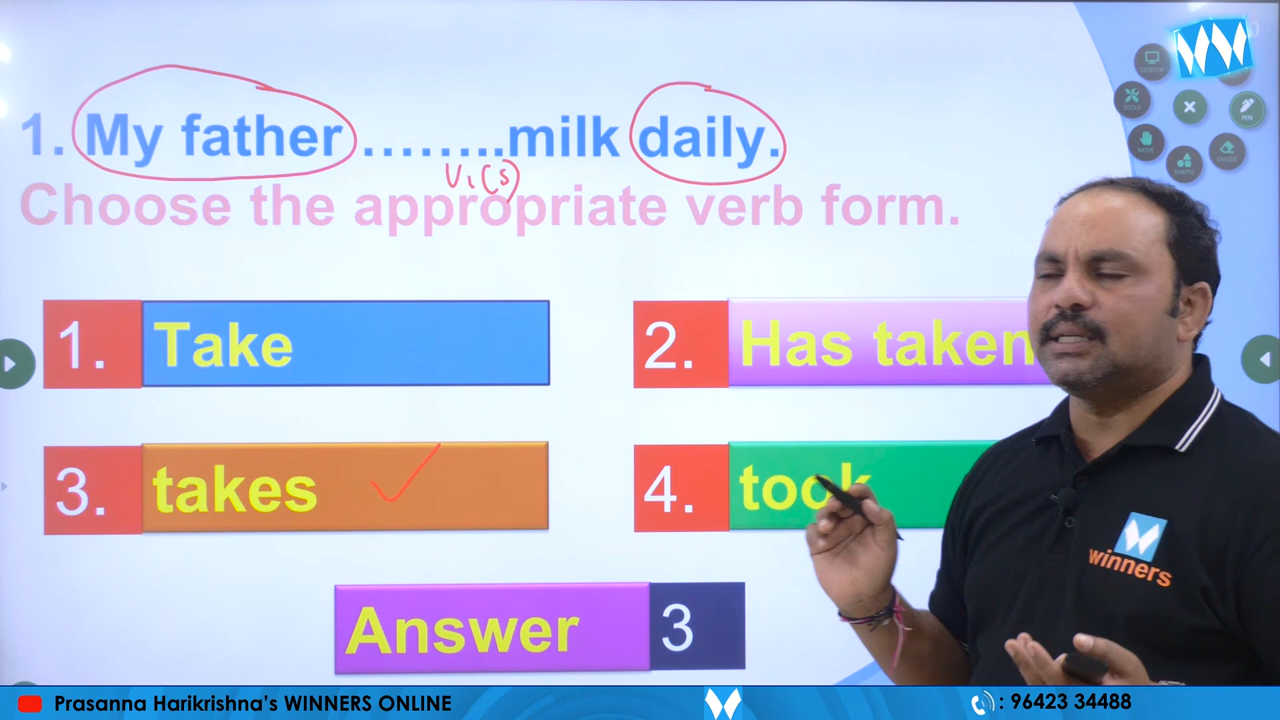 1. My father ........milk daily.
V₁(s)
Choose the appropriate verb form.
1. Take
2. Has taken
3. takes
4. took
Answer 3
winners
Prasanna Harikrishna's WINNERS ONLINE
: 96423 34488